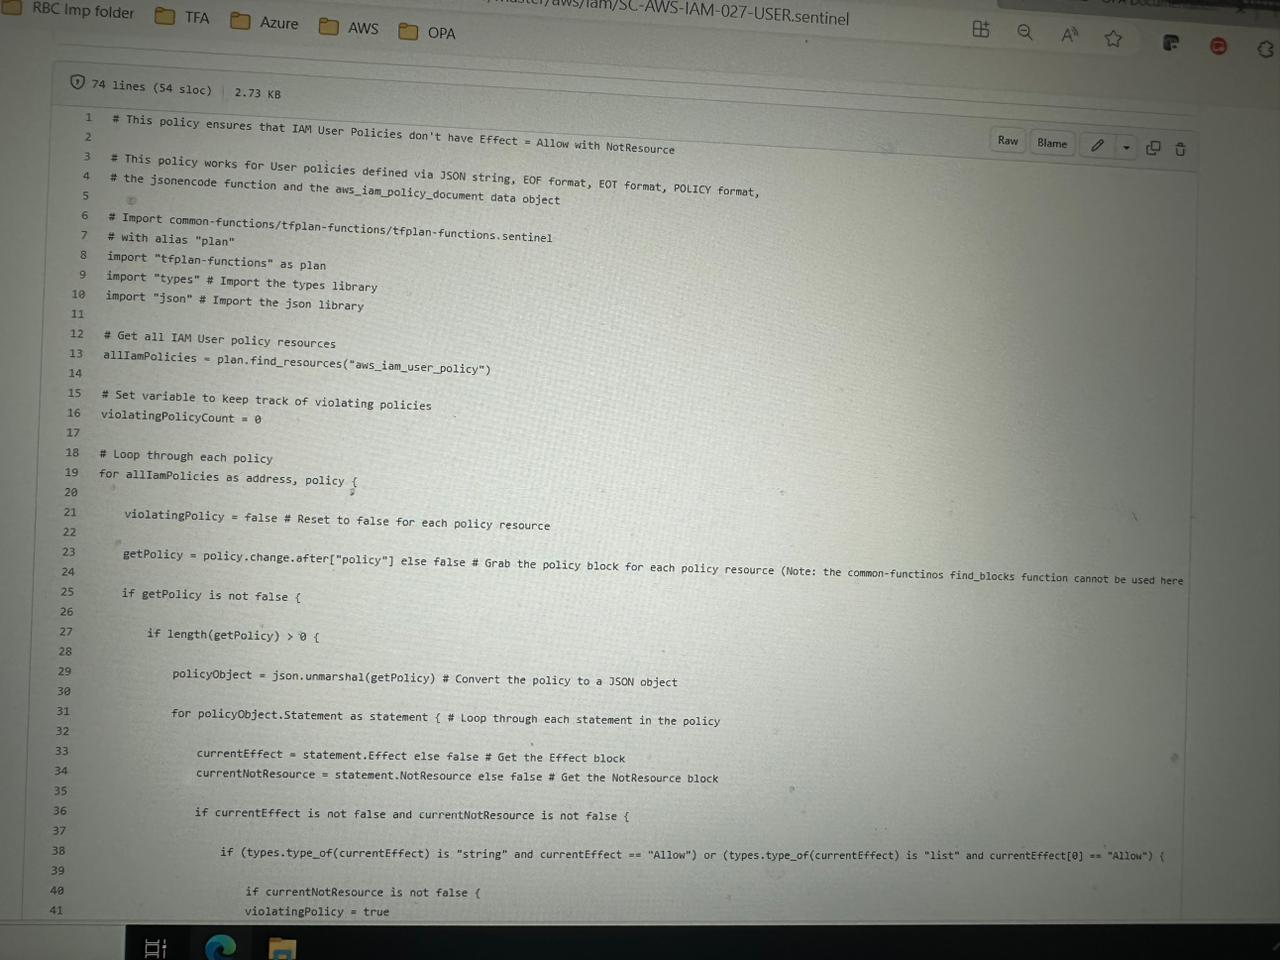 RBC Imp folder
TFA
Azure
AWS
OPA
/aws/iam/SC-AWS-IAM-027-USER.sentinel
74 lines (54 sloc) 2.73 KB
Raw Blame
1 # This policy ensures that IAM User Policies don't have Effect = Allow with NotResource
2
3 # This policy works for User policies defined via JSON string, EOF format, EOT format, POLICY format,
4 # the jsonencode function and the aws_iam_policy_document data object
5
6 # Import common-functions/tfplan-functions/tfplan-functions.sentinel
7 # with alias "plan"
8 import "tfplan-functions" as plan
9 import "types" # Import the types library
10 import "json" # Import the json library
11
12 # Get all IAM User policy resources
13 allIamPolicies = plan.find_resources("aws_iam_user_policy")
14
15 # Set variable to keep track of violating policies
16 violatingPolicyCount = 0
17
18 # Loop through each policy
19 for allIamPolicies as address, policy {
20
21 violatingPolicy = false # Reset to false for each policy resource
22
23 getPolicy = policy.change.after["policy"] else false # Grab the policy block for each policy resource (Note: the common-functinos find_blocks function cannot be used here
24
25 if getPolicy is not false {
26
27 if length(getPolicy) > 0 {
28
29 policyObject = json.unmarshal(getPolicy) # Convert the policy to a JSON object
30
31 for policyObject.Statement as statement { # Loop through each statement in the policy
32
33 currentEffect = statement.Effect else false # Get the Effect block
34 currentNotResource = statement.NotResource else false # Get the NotResource block
35
36 if currentEffect is not false and currentNotResource is not false {
37
38 if (types.type_of(currentEffect) is "string" and currentEffect == "Allow") or (types.type_of(currentEffect) is "list" and currentEffect[0] == "Allow") {
39
40 if currentNotResource is not false {
41 violatingPolicy = true